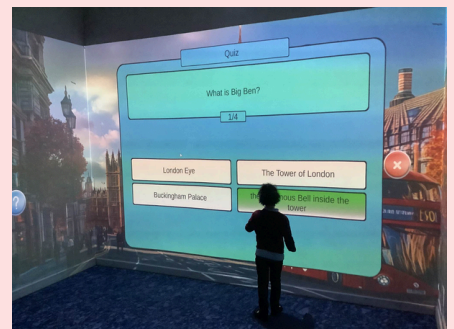 Quiz
What is Big Ben?
1/4
London Eye
The Tower of London
Buckingham Palace
Bell inside the
tower
?